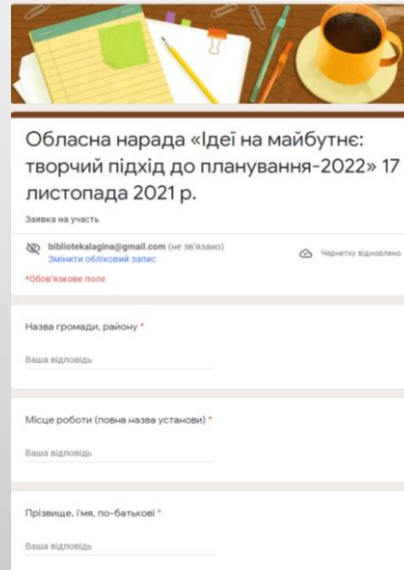 Обласна нарада «Ідеї на майбутнє:
творчий підхід до планування-2022» 17
листопада 2021 р.
Заявка на участь
bibliotekalagina@gmail.com (не зв’язано)
Змінити обліковий запис
Чернетку відновлено
*Обов’язкове поле
Назва громади, району *
Ваша відповідь
Місце роботи (повна назва установи) *
Ваша відповідь
Прізвище, і'мя, по-батькові *
Ваша відповідь